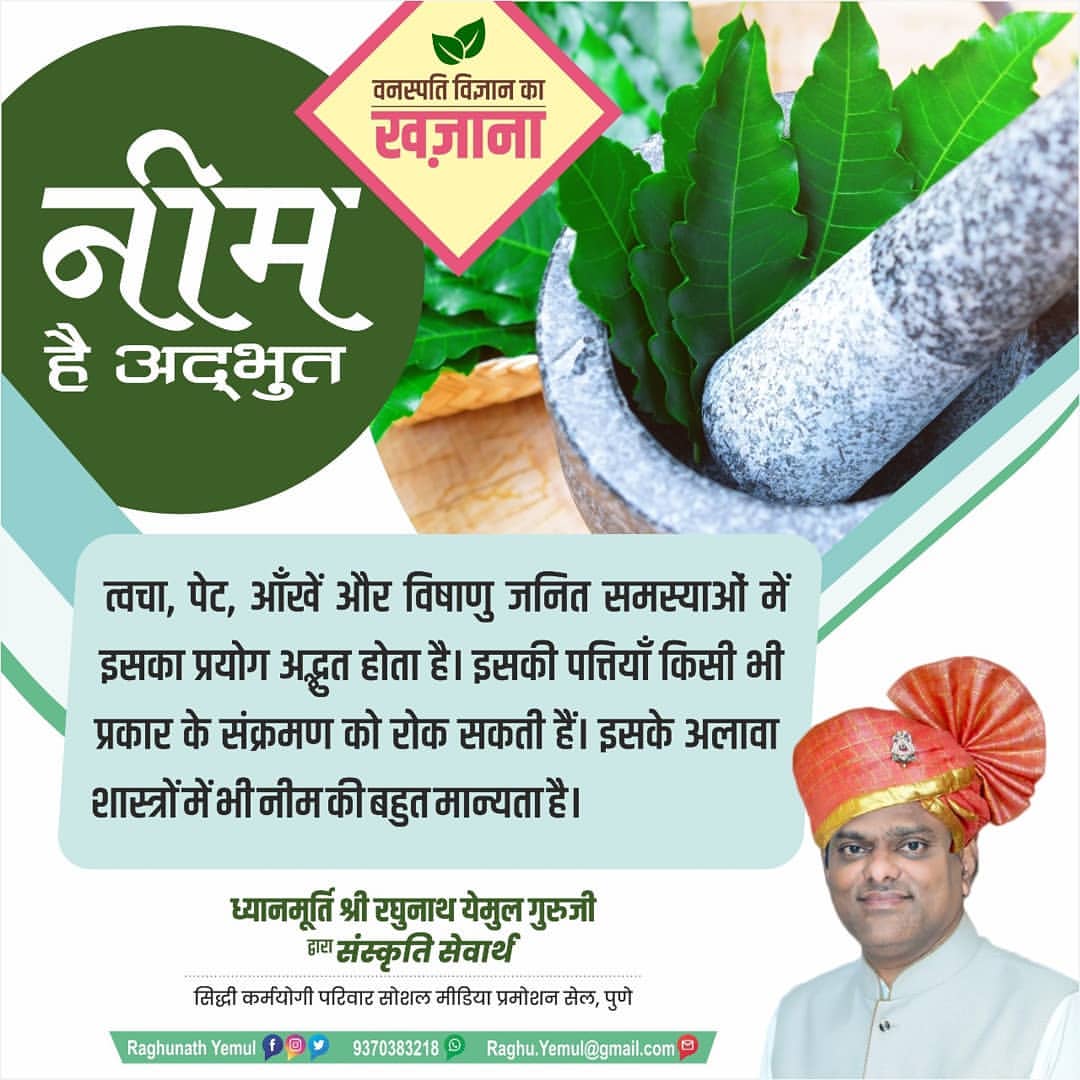 वनस्पति विज्ञान का
खज़ाना
नीम
है अद्‌भुत
त्वचा, पेट, आँखें और विषाणु जनित समस्याओं में
इसका प्रयोग अद्भुत होता है। इसकी पत्तियाँ किसी भी
प्रकार के संक्रमण को रोक सकती हैं। इसके अलावा
शास्त्रों में भी नीम की बहुत मान्यता है।
ध्यानमूर्ति श्री रघुनाथ येमुल गुरुजी
द्वारा संस्कृति सेवार्थ
सिद्धी कर्मयोगी परिवार सोशल मीडिया प्रमोशन सेल, पुणे
Raghunath Yemul 9370383218 Raghu.Yemul@gmail.com